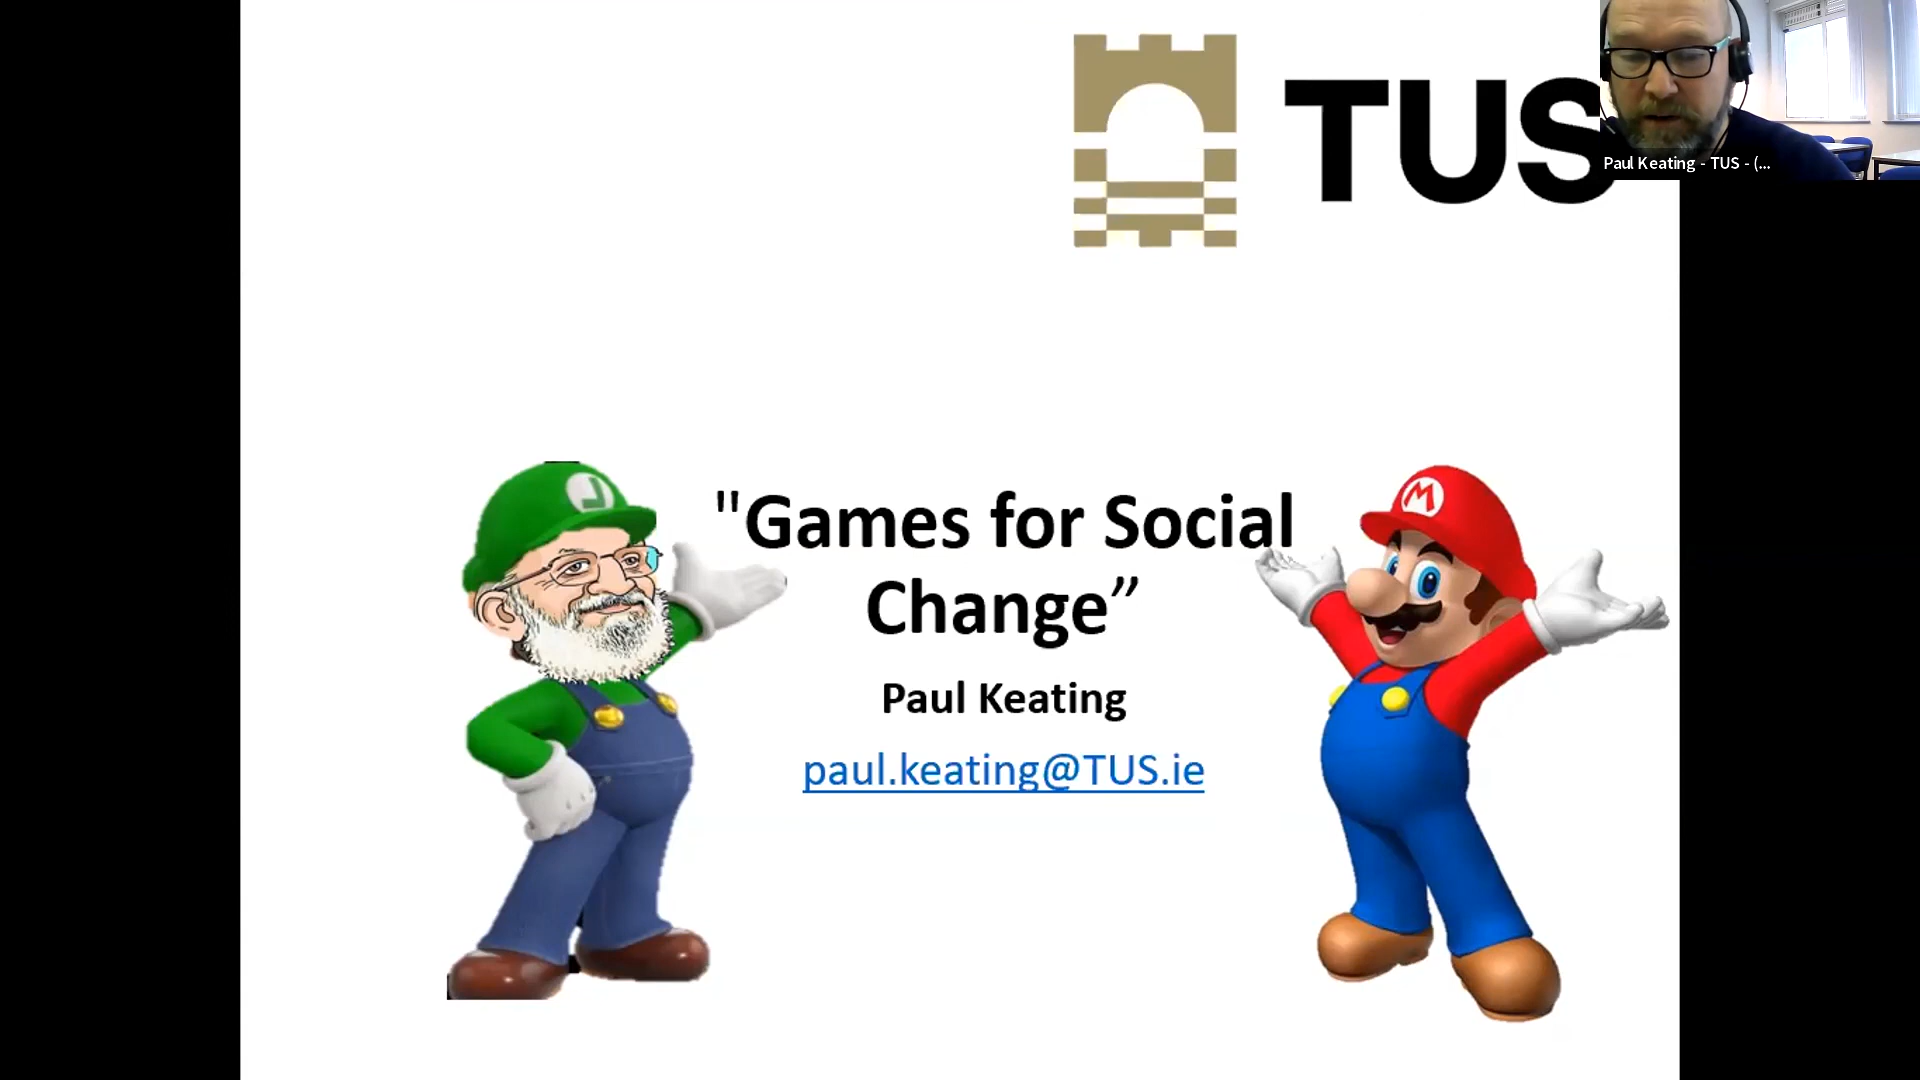 TUS
Paul Keating - TUS - (...
"Games for Social
Change”
Paul Keating
paul.keating@TUS.ie
M